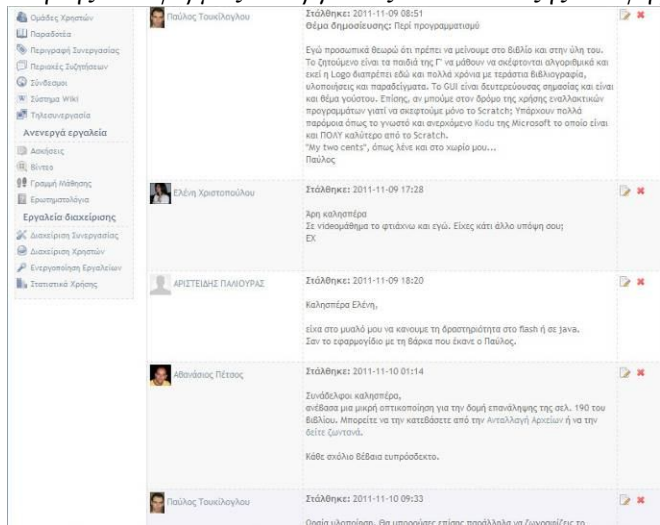 Ομάδες Χρηστών
Παραδοτέα
Περιγραφή Συνεργασίας
Περιοχές Συζητήσεων
Σύνδεσμοι
Σύστημα Wiki
Τηλεσυνεργασία
Ανενεργά εργαλεία
Ασκήσεις
Βίντεο
Γραμμή Μάθησης
Ερωτηματολόγια
Εργαλεία διαχείρισης
Διαχείριση Συνεργασίας
Διαχείριση Χρηστών
Ενεργοποίηση Εργαλείων
Στατιστικά Χρήσης
Παύλος Τουκίλογλου
Στάλθηκε: 2011-11-09 08:51
Θέμα δημοσίευσης: Περί προγραμματισμού
Εγώ προσωπικά θεωρώ ότι πρέπει να μείνουμε στο βιβλίο και στην ύλη του.
Το ζητούμενο είναι τα παιδιά της Γ' να μάθουν να σκέφτονται αλγοριθμικά και
εκεί η Logo διαπρέπει εδώ και πολλά χρόνια με τεράστια βιβλιογραφία,
υλοποιήσεις και παραδείγματα. Το GUI είναι δευτερεύουσας σημασίας και είναι
και θέμα γούστου. Επίσης, αν μπούμε στον δρόμο της χρήσης εναλλακτικών
προγραμμάτων γιατί να σκεφτούμε μόνο το Scratch; Υπάρχουν πολλά
παρόμοια όπως το γνωστό και ανερχόμενο Kodu της Microsoft το οποίο είναι
και ΠΟΛΥ καλύτερο από το Scratch.
"My two cents", όπως λένε και στο χωριό μου...
Παύλος
Ελένη Χριστοπούλου
Στάλθηκε: 2011-11-09 17:28
Άρη καλησπέρα
Σε videoμάθημα το φτιάχνω και εγώ. Είχες κάτι άλλο υπόψη σου;
ΕΧ
ΑΡΙΣΤΕΙΔΗΣ ΠΑΛΙΟΥΡΑΣ
Στάλθηκε: 2011-11-09 18:20
Καλησπέρα Ελένη,
είχα στο μυαλό μου να κανουμε τη δραστηριότητα στο flash ή σε java.
Σαν το εφαρμογίδιο με τη βάρκα που έκανε ο Παύλος.
Αθανάσιος Πέτσος
Στάλθηκε: 2011-11-10 01:14
Συνάδελφοι καλησπέρα,
ανέβασα μια μικρή οπτικοποίηση για την δομή επανάληψης της σελ. 190 του
βιβλίου. Μπορείτε να την κατεβάσετε από την Ανταλλαγή Αρχείων ή να την
δείτε ζωντανά.
Κάθε σχόλιο βέβαια ευπρόσδεκτο.
Παύλος Τουκίλογλου
Στάλθηκε: 2011-11-10 09:33
Ωραία υλοποίηση. Θα μπορούσες επίσης παράλληλα να ζωγραφίζεις το